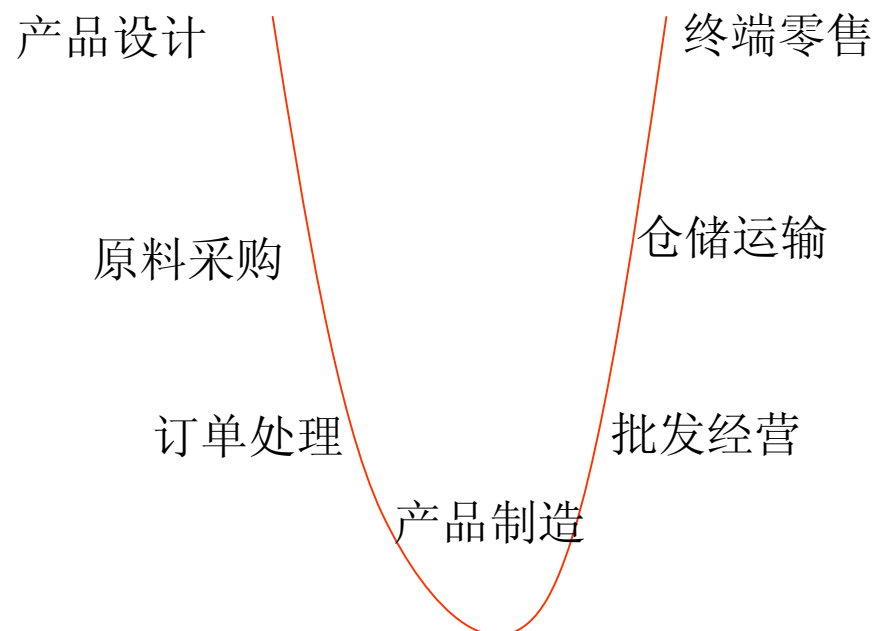 产品设计
终端零售
仓储运输
原料采购
订单处理
批发经营
产品制造